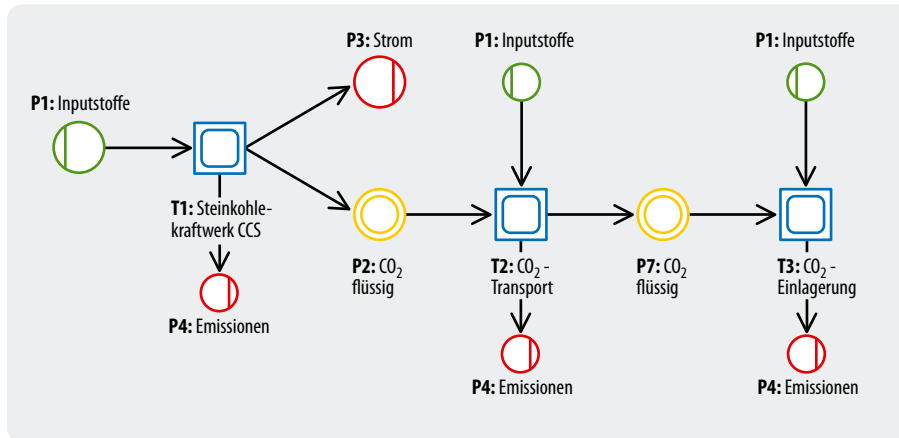 P3: Strom
P1: Inputstoffe
P1: Inputstoffe
P1: Inputstoffe
T1: Steinkohle-
kraftwerk CCS
P2: CO₂
flüssig
T2: CO₂ -
Transport
P7: CO₂
flüssig
T3: CO₂ -
Einlagerung
P4: Emissionen
P4: Emissionen
P4: Emissionen